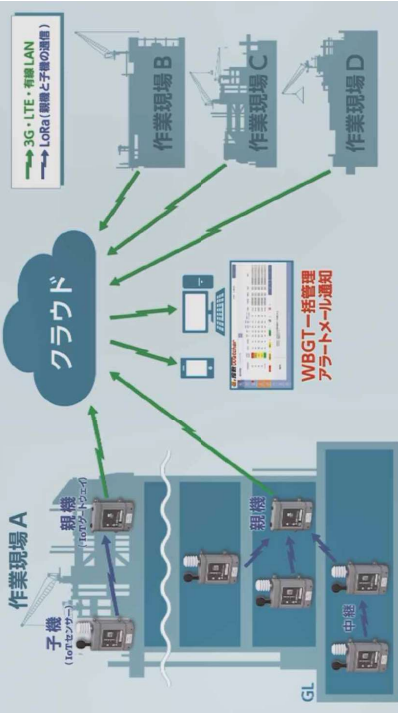 作業現場A
子機
(IoTセンサー)
親機
(IoTゲートウェイ)
クラウド
3G・LTE・有線LAN
LoRa(親機と子機の通信)
作業現場B
作業現場C
作業現場D
WBGT一括管理
アラートメール通知
親機
中継
GL